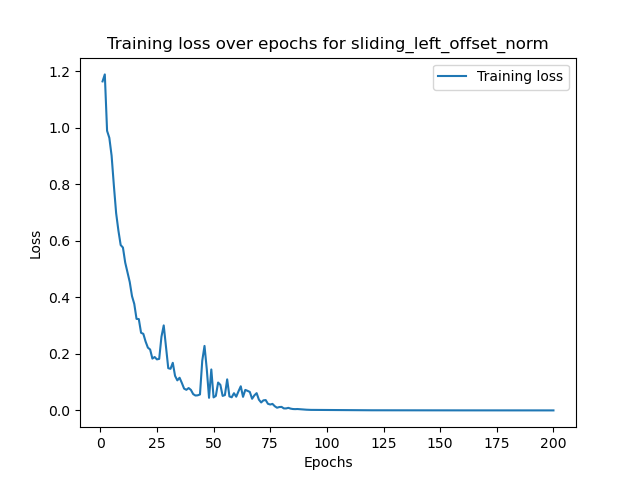 Training loss over epochs for sliding_left_offset_norm
Training loss
Loss
1.2
1.0
0.8
0.6
0.4
0.2
0.0
0 25 50 75 100 125 150 175 200
Epochs